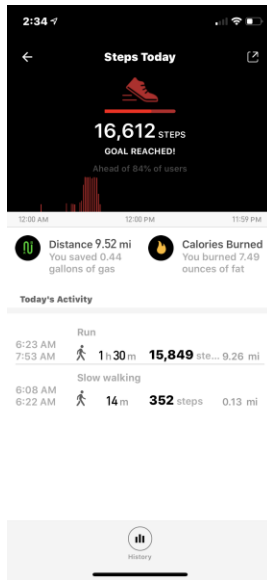 2:34
Steps Today
16,612 STEPS
GOAL REACHED!
Ahead of 84% of users
12:00 AM 12:00 PM 11:59 PM
Distance 9.52 mi
You saved 0.44
gallons of gas
Calories Burned
You burned 7.49
ounces of fat
Today's Activity
Run
6:23 AM
7:53 AM
1 h 30 m 15,849 ste... 9.26 mi
Slow walking
6:08 AM
6:22 AM
14 m 352 steps 0.13 mi
History